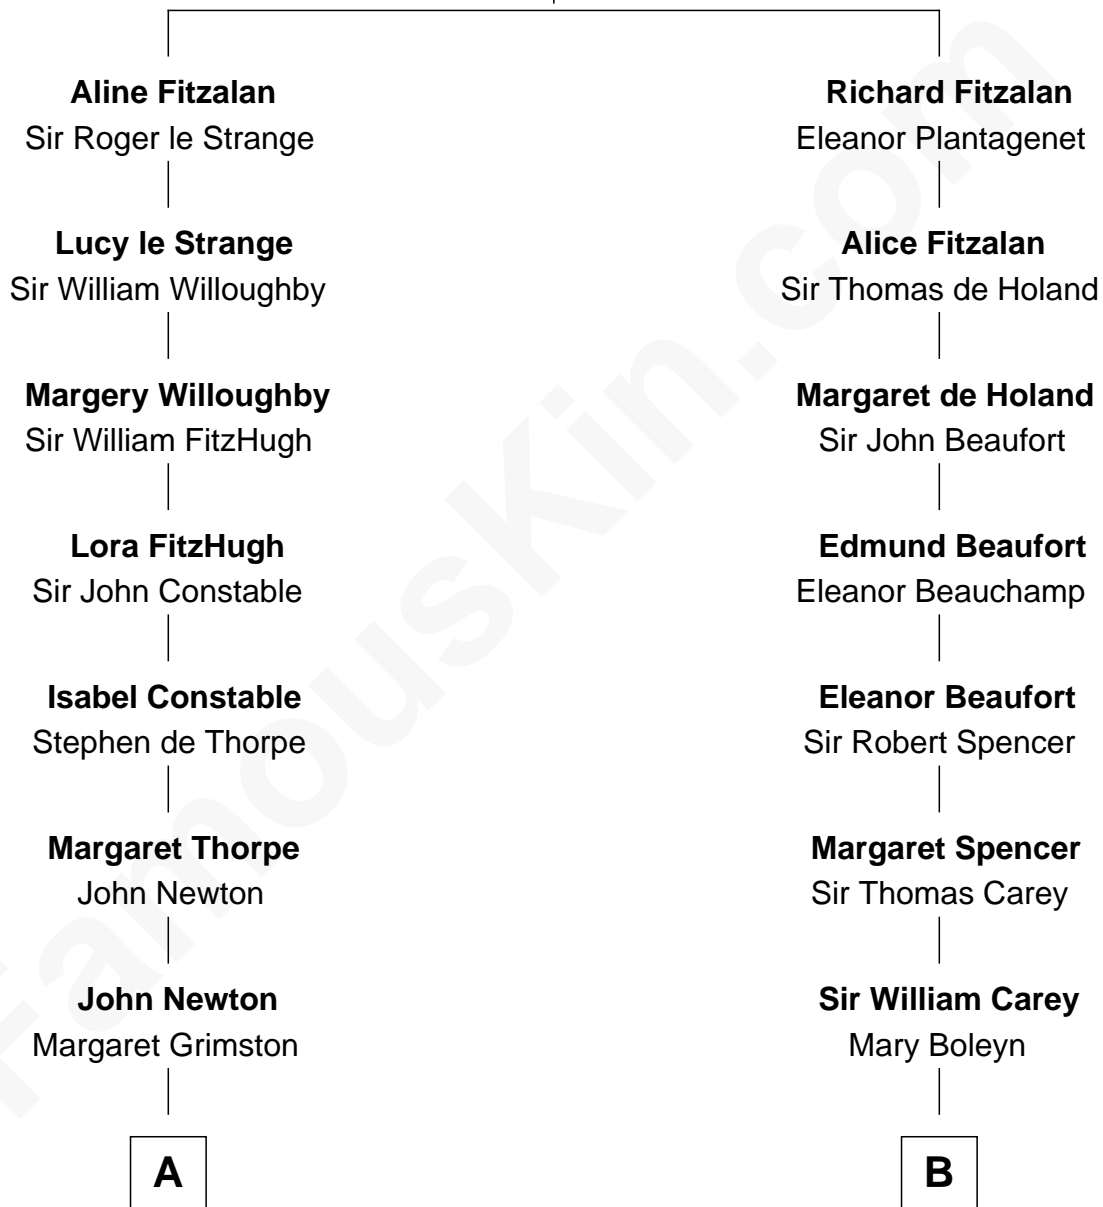 Aline Fitzalan
Sir Roger le Strange
Lucy le Strange
Sir William Willoughby
Margery Willoughby
Sir William FitzHugh
Lora FitzHugh
Sir John Constable
Isabel Constable
Stephen de Thorpe
Margaret Thorpe
John Newton
John Newton
Margaret Grimston
A
Richard Fitzalan
Eleanor Plantagenet
Alice Fitzalan
Sir Thomas de Holand
Margaret de Holand
Sir John Beaufort
Edmund Beaufort
Eleanor Beauchamp
Eleanor Beaufort
Sir Robert Spencer
Margaret Spencer
Sir Thomas Carey
Sir William Carey
Mary Boleyn
B
FamousKin.com